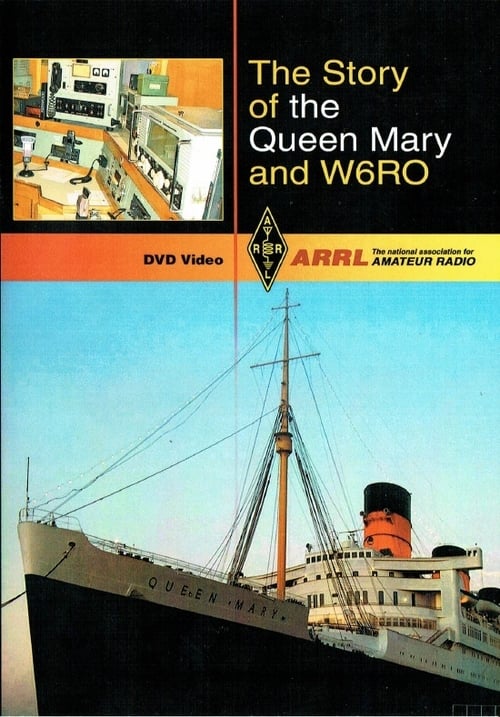 The Story
of the
Queen Mary
and W6RO
DVD Video
A
R R
L
ARRL
The national association for
AMATEUR RADIO
QUEEN MARY